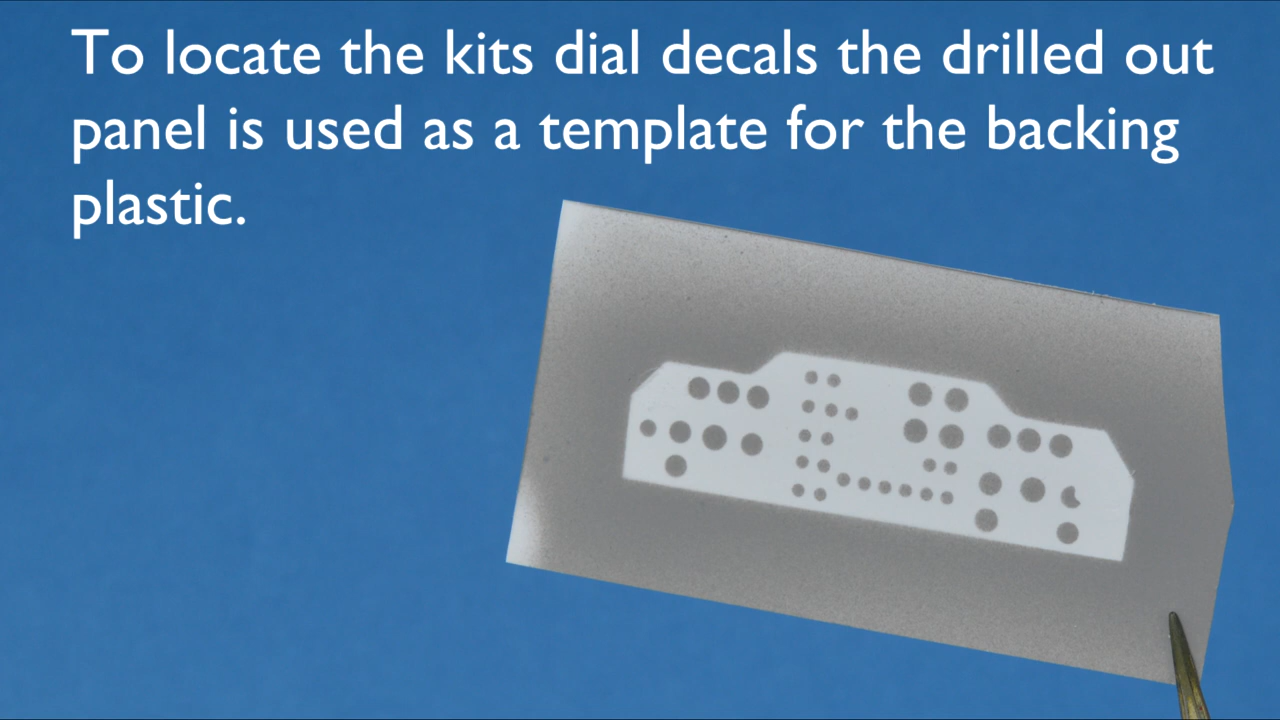 To locate the kits dial decals the drilled out
panel is used as a template for the backing
plastic.